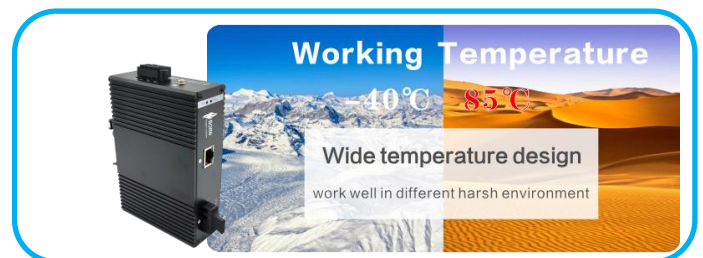 Working Temperature
-40℃ 85℃
Wide temperature design
work well in different harsh environment